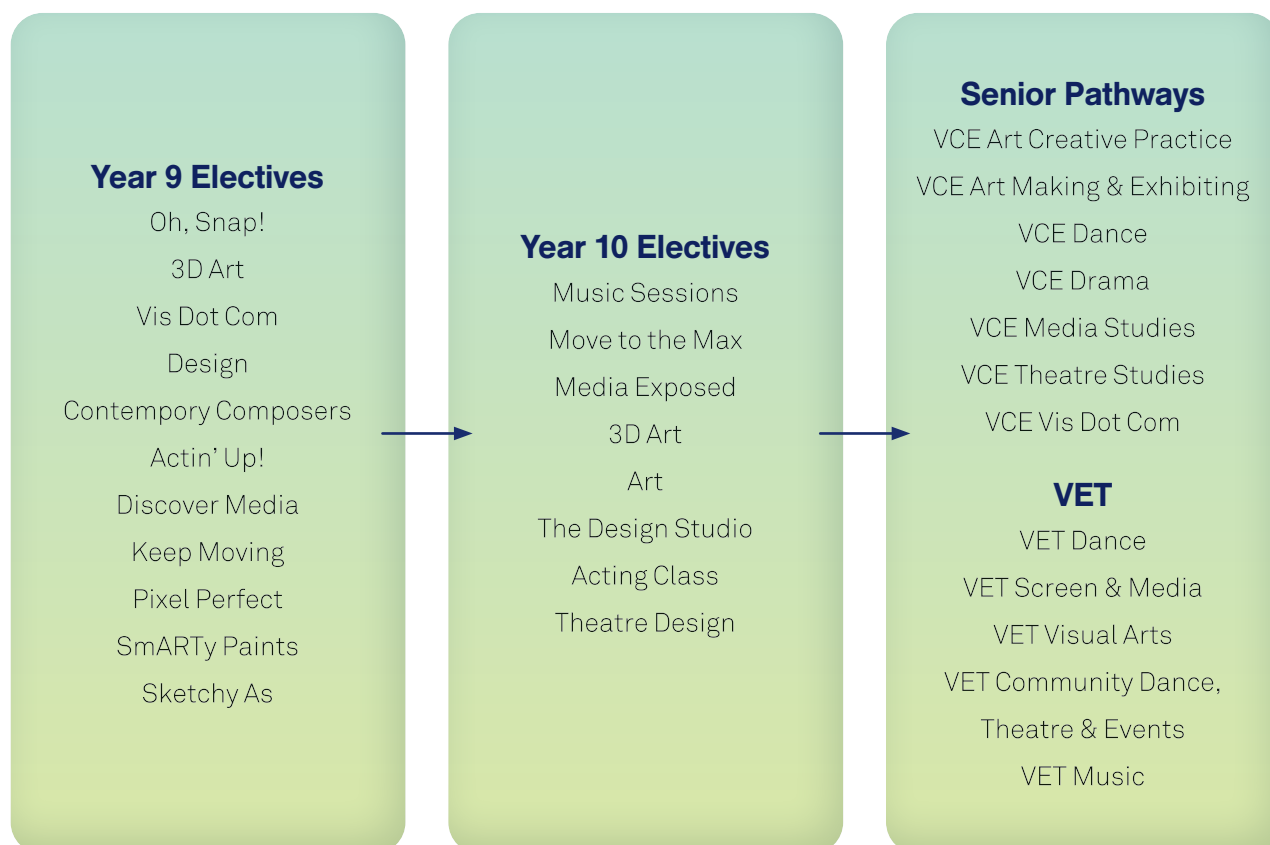 Year 9 Electives
Oh, Snap!
3D Art
Vis Dot Com
Design
Contempory Composers
Actin’ Up!
Discover Media
Keep Moving
Pixel Perfect
SmARTy Paints
Sketchy As
Year 10 Electives
Music Sessions
Move to the Max
Media Exposed
3D Art
Art
The Design Studio
Acting Class
Theatre Design
Senior Pathways
VCE Art Creative Practice
VCE Art Making & Exhibiting
VCE Dance
VCE Drama
VCE Media Studies
VCE Theatre Studies
VCE Vis Dot Com
VET
VET Dance
VET Screen & Media
VET Visual Arts
VET Community Dance,
Theatre & Events
VET Music